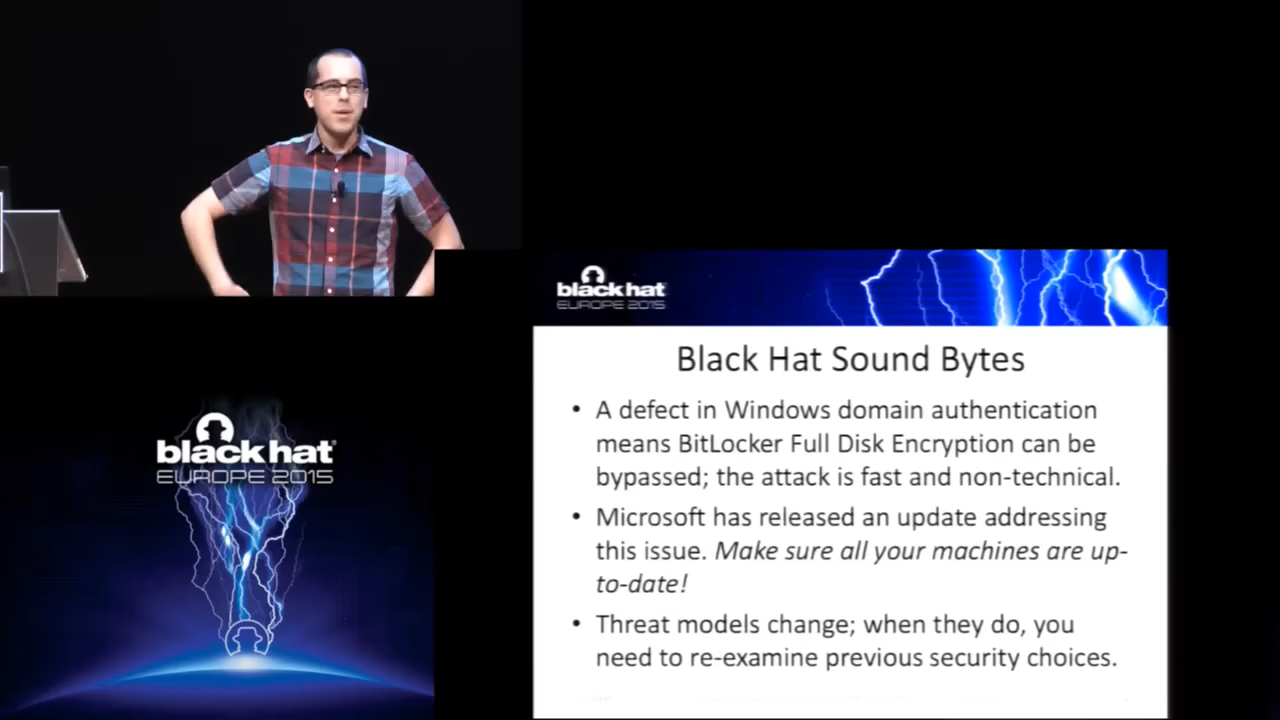 black hat
EUROPE 2015
Black Hat Sound Bytes
• A defect in Windows domain authentication
means BitLocker Full Disk Encryption can be
bypassed; the attack is fast and non-technical.
• Microsoft has released an update addressing
this issue. Make sure all your machines are up-
to-date!
• Threat models change; when they do, you
need to re-examine previous security choices.
black hat
EUROPE 2015